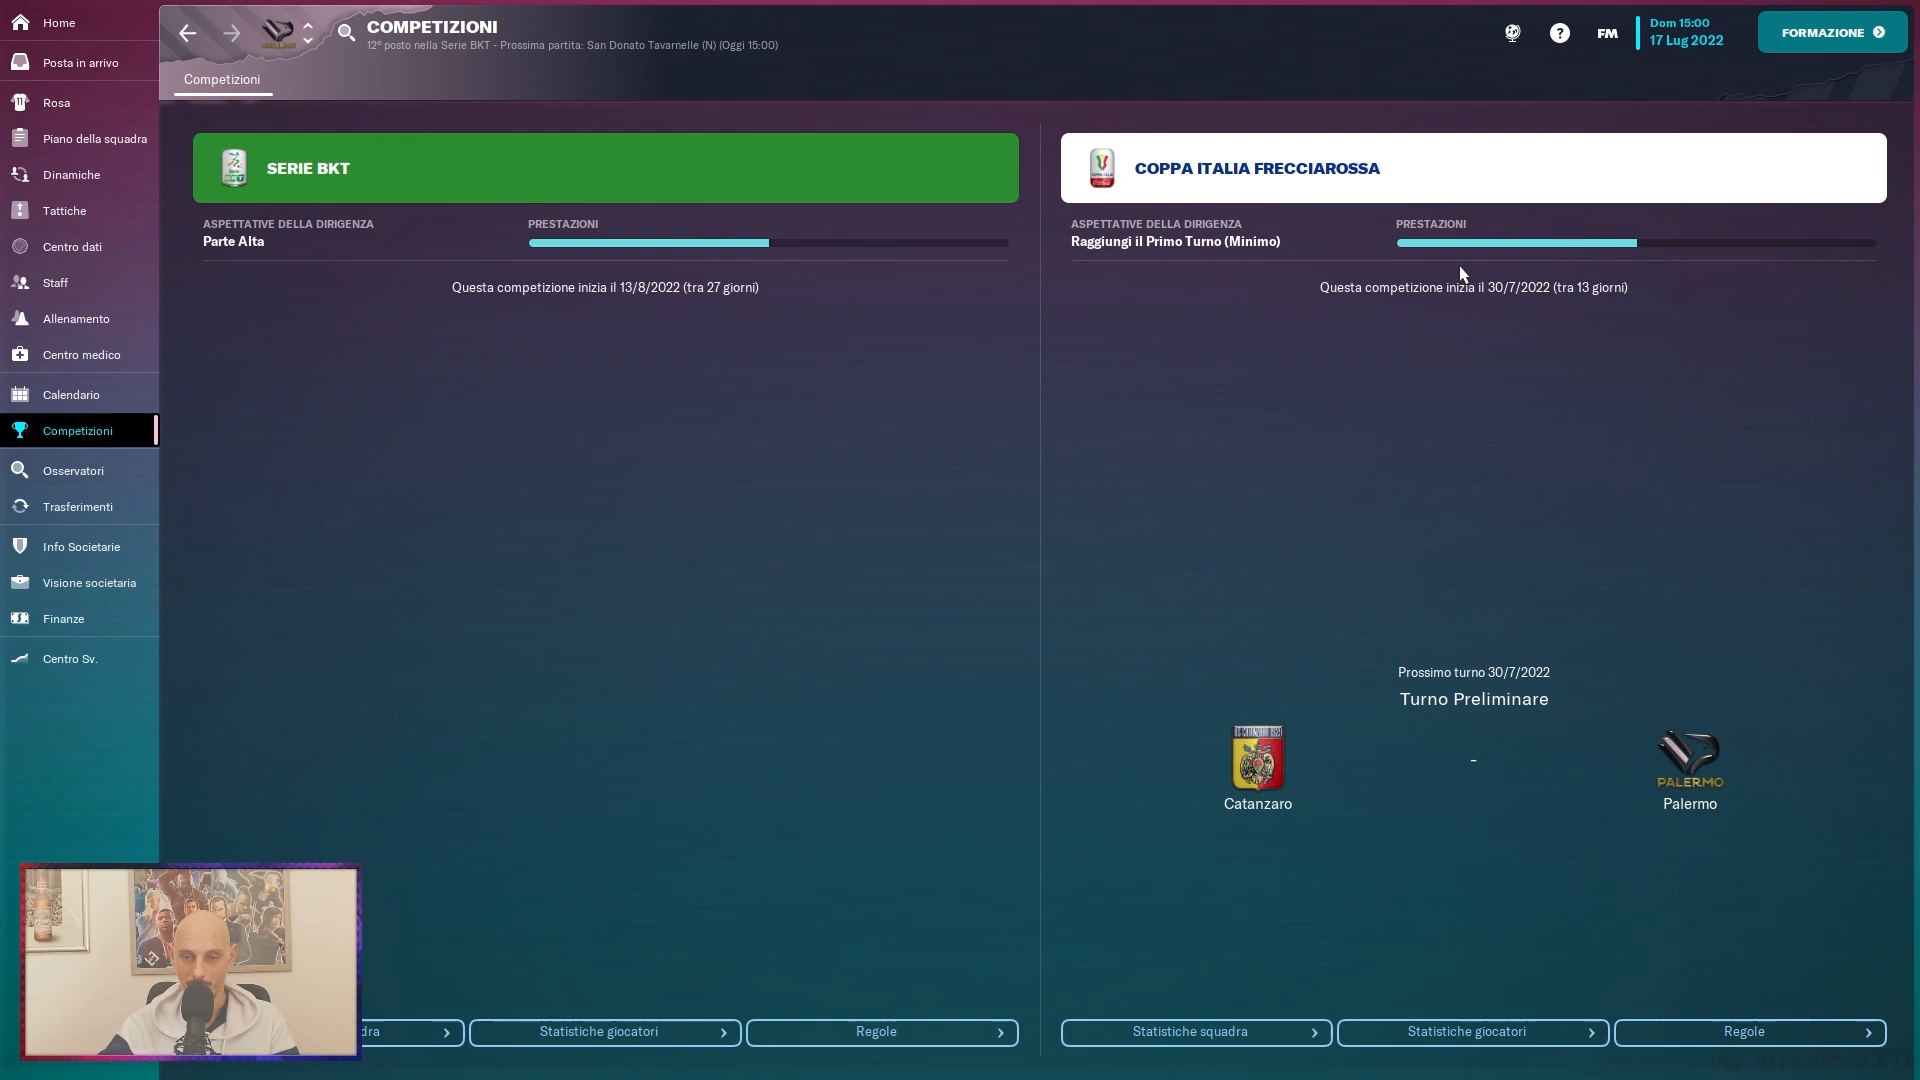 Home
Posta in arrivo
Rosa
Piano della squadra
Dinamiche
Tattiche
Centro dati
Staff
Allenamento
Centro medico
Calendario
Competizioni
Osservatori
Trasferimenti
Info Societarie
Visione societaria
Finanze
Centro Sv.
COMPETIZIONI
12° posto nella Serie BKT - Prossima partita: San Donato Tavarnelle (N) (Oggi 15:00)
Competizioni
FM
Dom 15:00
17 Lug 2022
FORMAZIONE
SERIE BKT
ASPETTATIVE DELLA DIRIGENZA
Parte Alta
PRESTAZIONI
Questa competizione inizia il 13/8/2022 (tra 27 giorni)
dra
Statistiche giocatori
Regole
COPPA ITALIA FRECCIAROSSA
ASPETTATIVE DELLA DIRIGENZA
Raggiungi il Primo Turno (Minimo)
PRESTAZIONI
Questa competizione inizia il 30/7/2022 (tra 13 giorni)
Prossimo turno 30/7/2022
Turno Preliminare
-
PALERMO
Catanzaro
Palermo
Statistiche squadra
Statistiche giocatori
Regole